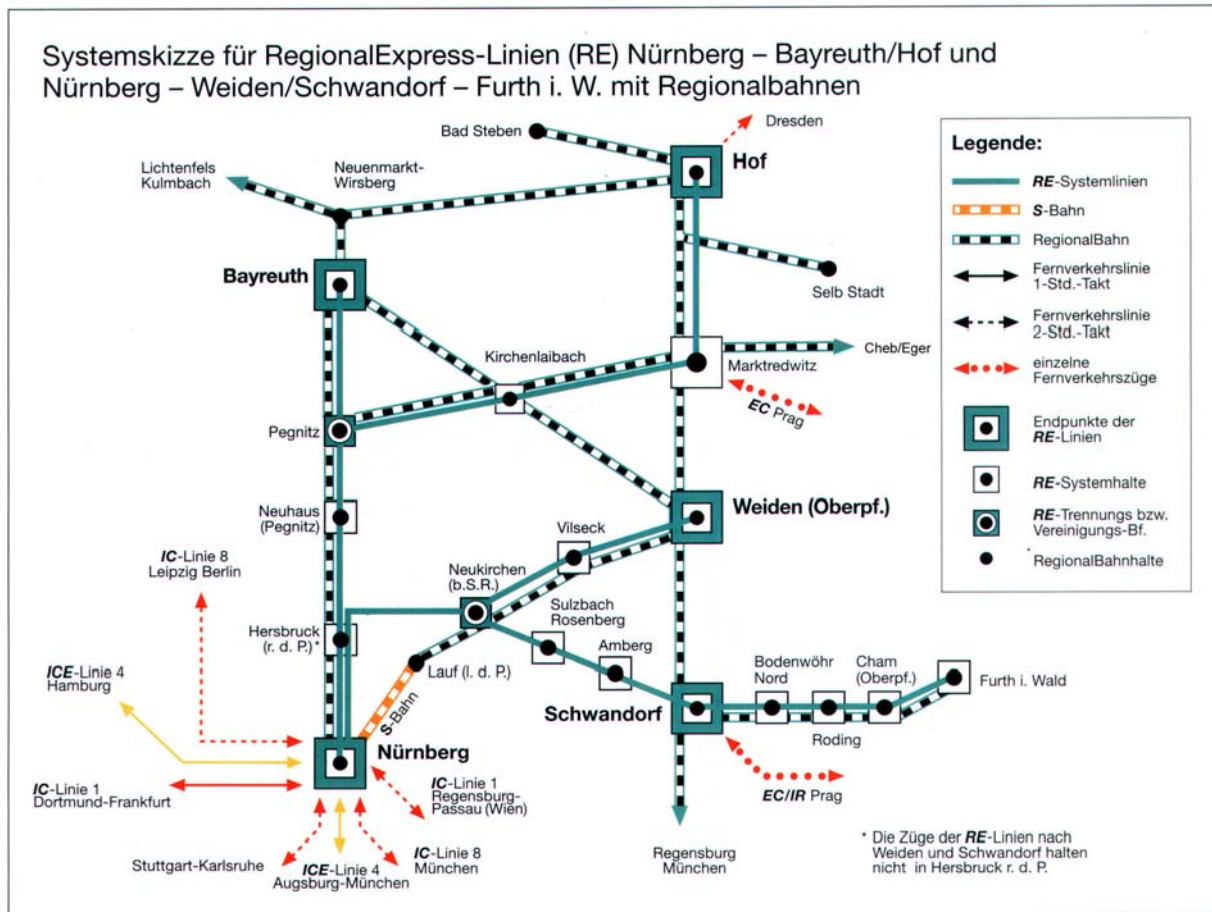 Systemskizze für RegionalExpress-Linien (RE) Nürnberg – Bayreuth/Hof und
Nürnberg – Weiden/Schwandorf – Furth i. W. mit Regionalbahnen
Bad Steben
Dresden
Hof
Lichtenfels
Kulmbach
Neuenmarkt-
Wirsberg
Bayreuth
Selb Stadt
Kirchenlaibach
Marktredwitz
Cheb/Eger
EC Prag
Pegnitz
Neuhaus
(Pegnitz)
Weiden (Oberpf.)
Vilseck
IC-Linie 8
Leipzig Berlin
Neukirchen
(b.S.R.)
Sulzbach
Rosenberg
Hersbruck
(r. d. P.)*
Amberg
Lauf (l. d. P.)
Bodenwöhr
Nord
Cham
(Oberpf.)
Furth i. Wald
ICE-Linie 4
Hamburg
S-Bahn
Schwandorf
Roding
Nürnberg
IC-Linie 1
Dortmund-Frankfurt
IC-Linie 1
Regensburg-
Passau (Wien)
EC/IR Prag
Stuttgart-Karlsruhe
ICE-Linie 4
Augsburg-München
IC-Linie 8
München
Regensburg
München
* Die Züge der RE-Linien nach
Weiden und Schwandorf halten
nicht in Hersbruck r. d. P.
Legende:
RE-Systemlinien
S-Bahn
RegionalBahn
Fernverkehrslinie
1-Std.-Takt
Fernverkehrslinie
2-Std.-Takt
einzelne
Fernverkehrszüge
Endpunkte der
RE-Linien
RE-Systemhalte
RE-Trennungs bzw.
Vereinigungs-Bf.
RegionalBahnhalte